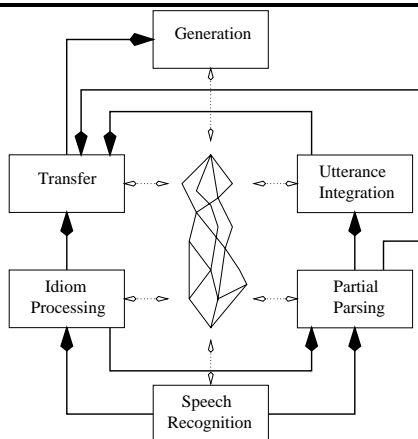 Generation
Transfer
Utterance
Integration
Idiom
Processing
Partial
Parsing
Speech
Recognition